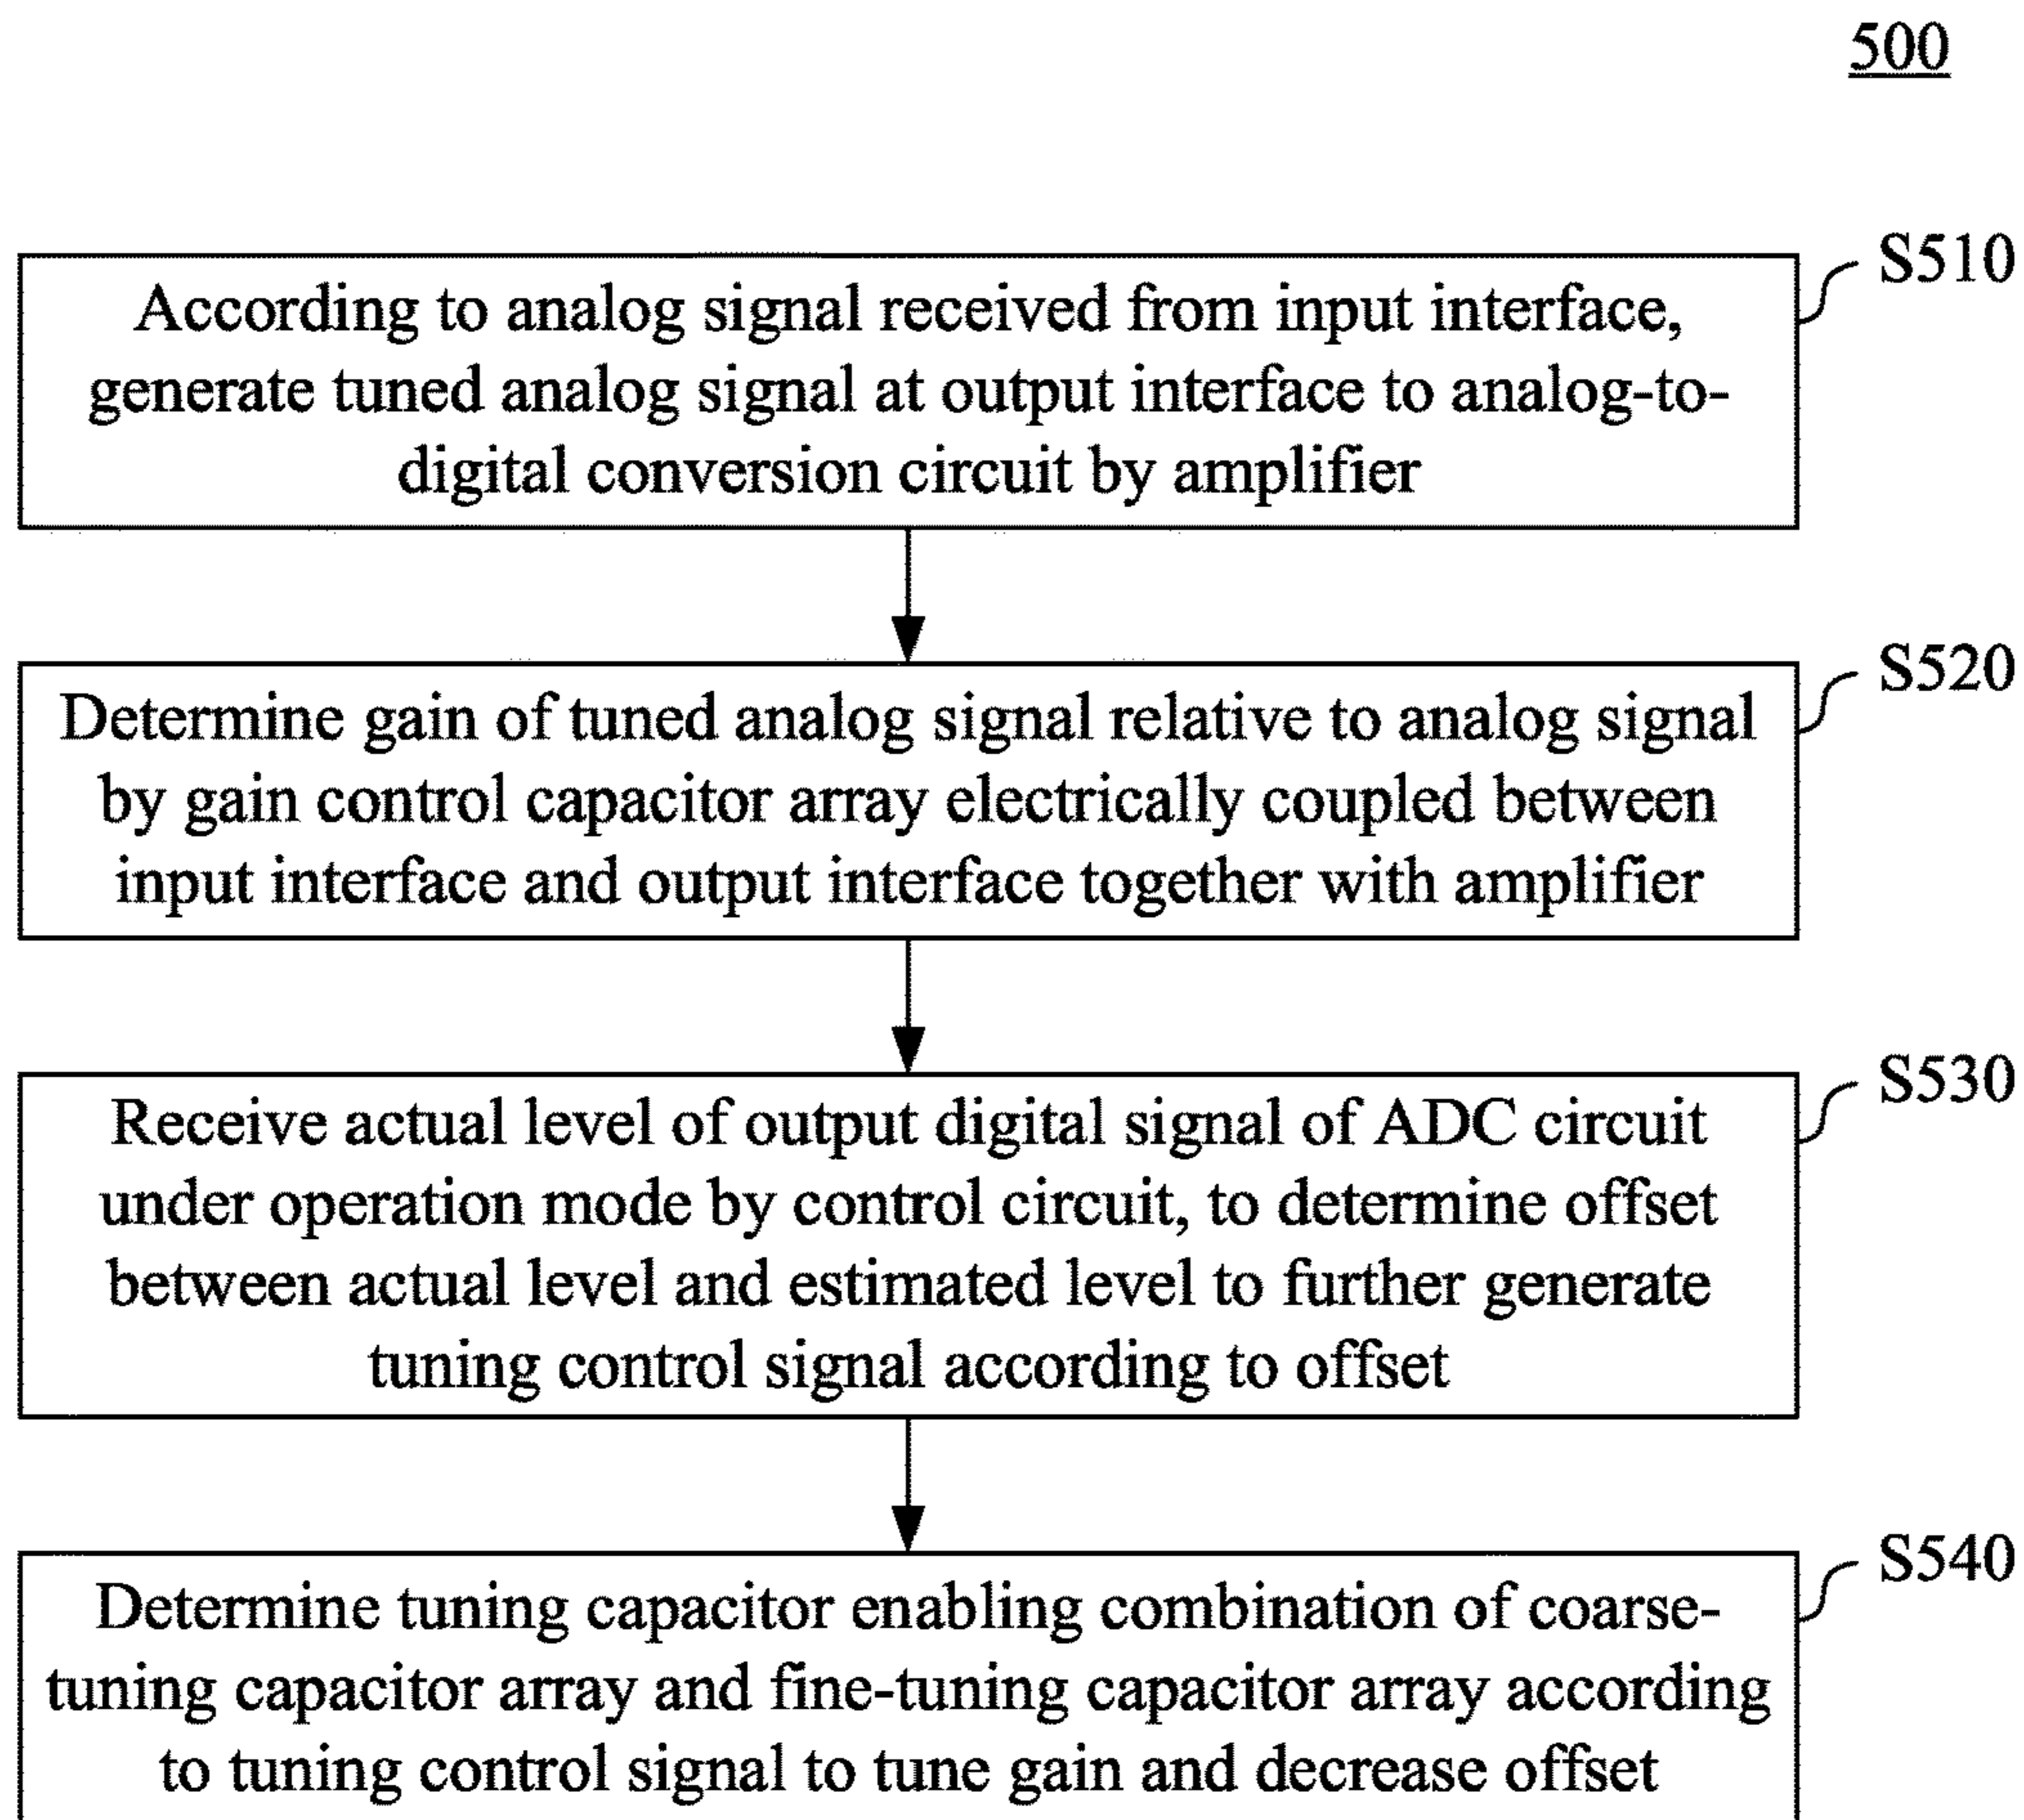 500
S510
According to analog signal received from input interface,
generate tuned analog signal at output interface to analog-to-
digital conversion circuit by amplifier
S520
Determine gain of tuned analog signal relative to analog signal
by gain control capacitor array electrically coupled between
input interface and output interface together with amplifier
S530
Receive actual level of output digital signal of ADC circuit
under operation mode by control circuit, to determine offset
between actual level and estimated level to further generate
tuning control signal according to offset
S540
Determine tuning capacitor enabling combination of coarse-
tuning capacitor array and fine-tuning capacitor array according
to tuning control signal to tune gain and decrease offset